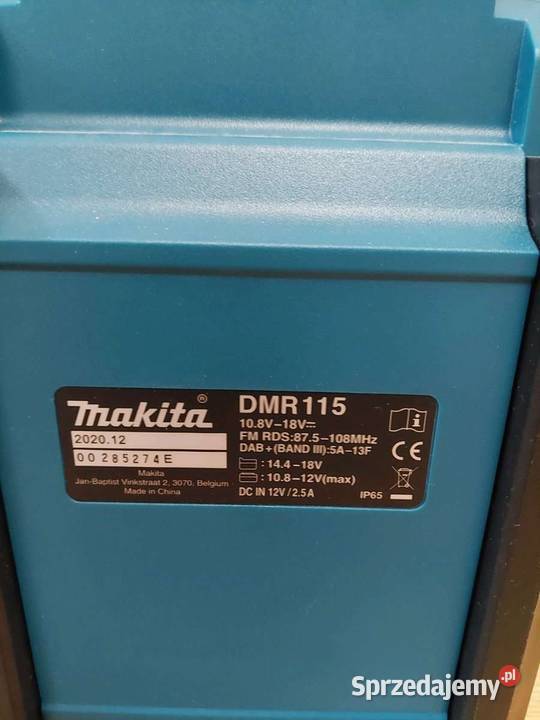 makita®
2020.12
00285274E
Makita
Jan-Baptist Vinkstraat 2, 3070, Belgium
Made in China
DMR115
10.8V-18V⎓
FM RDS:87.5-108MHz
DAB+(BAND III):5A-13F
: 14.4-18V
: 10.8-12V(max)
DC IN 12V/2.5A
i
CE
IP65
Sprzedajemy.pl